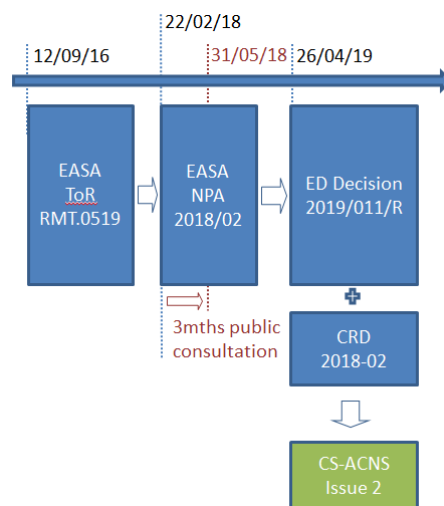 22/02/18
12/09/16
31/05/18
26/04/19
EASA
ToR
RMT.0519
EASA
NPA
2018/02
ED Decision
2019/011/R
3mths public
consultation
CRD
2018-02
CS-ACNS
Issue 2